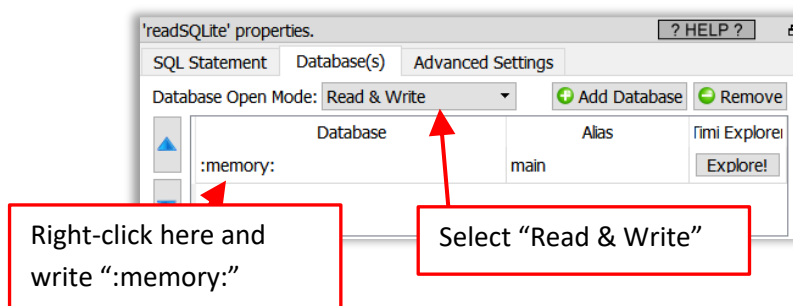 'readSQLite' properties.
? HELP ?
SQL Statement Database(s) Advanced Settings
Database Open Mode: Read & Write Add Database Remove
Database Alias Timi Explorer
:memory: main Explore!
Right-click here and
write “:memory:”
Select “Read & Write”